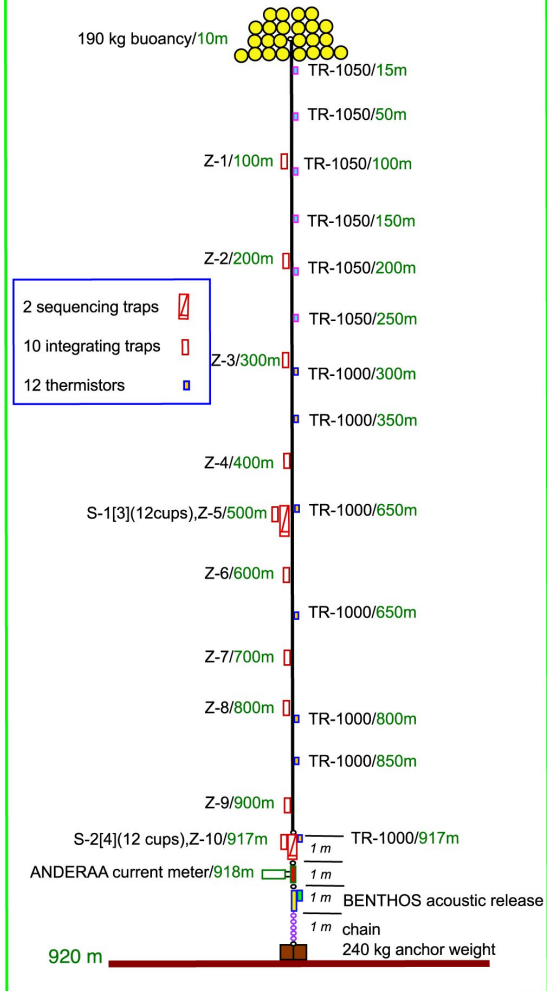 190 kg buoyancy/10m
TR-1050/15m
TR-1050/50m
Z-1/100m
TR-1050/100m
TR-1050/150m
Z-2/200m
TR-1050/200m
2 sequencing traps
10 integrating traps
12 thermistors
TR-1050/250m
Z-3/300m
TR-1000/300m
TR-1000/350m
Z-4/400m
S-1[3](12cups),Z-5/500m
TR-1000/650m
Z-6/600m
TR-1000/650m
Z-7/700m
Z-8/800m
TR-1000/800m
TR-1000/850m
Z-9/900m
S-2[4](12 cups),Z-10/917m
TR-1000/917m
1 m
ANDERAA current meter/918m
1 m
1 m
BENTHOS acoustic release
1 m
chain
240 kg anchor weight
920 m